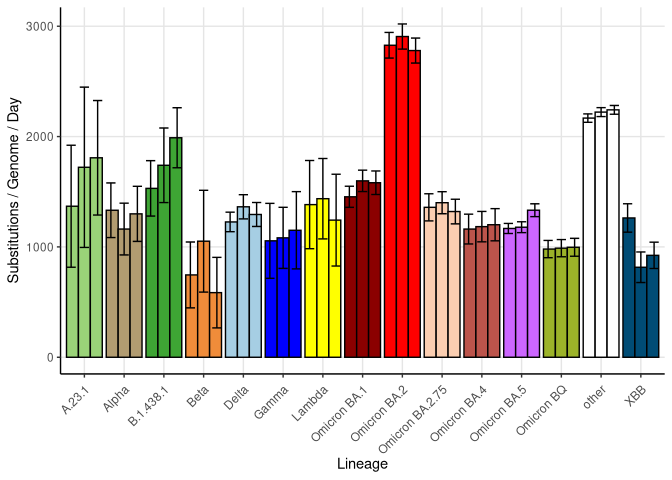 3000
2000
1000
0
Substitutions / Genome / Day
A.23.1
Alpha
B.1.438.1
Beta
Delta
Gamma
Lambda
Omicron BA.1
Omicron BA.2
Omicron BA.2.75
Omicron BA.4
Omicron BA.5
Omicron BQ
other
XBB
Lineage